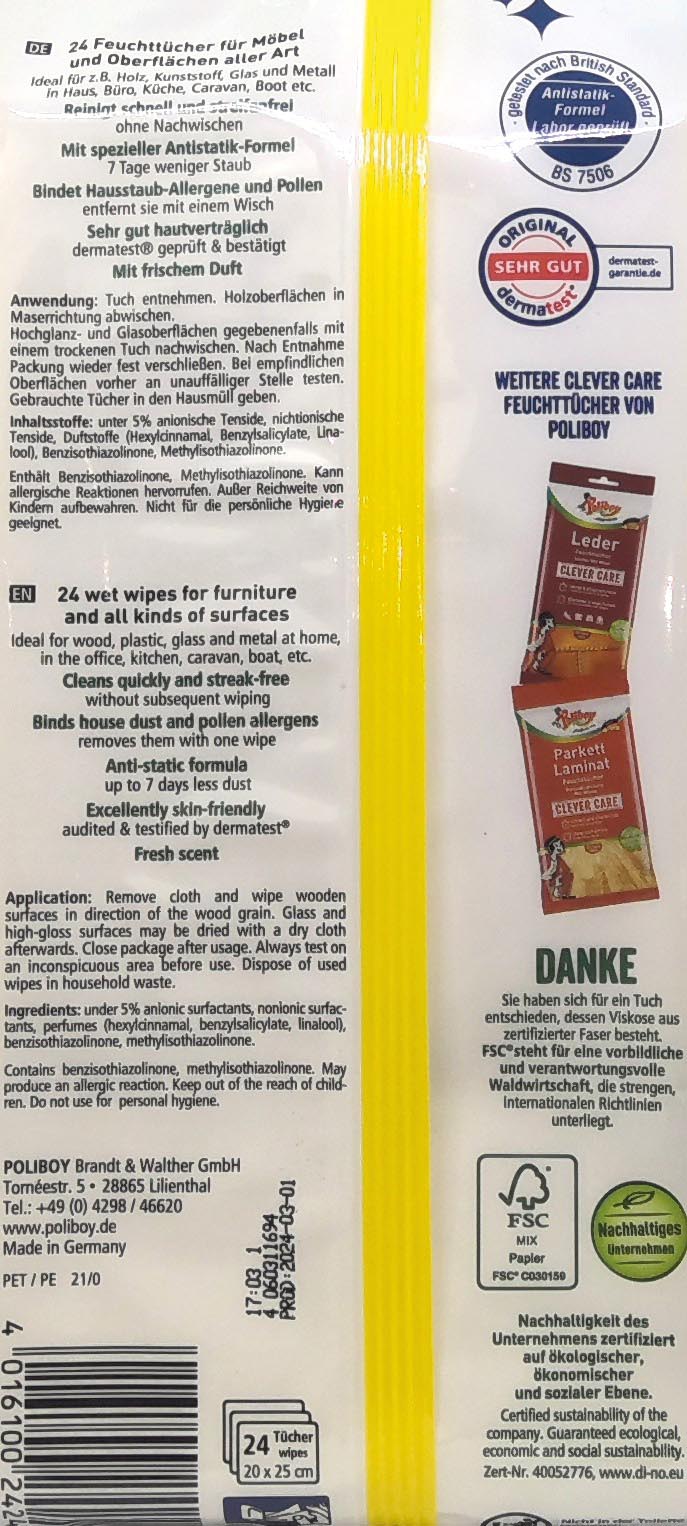 DE 24 Feuchttücher für Möbel
und Oberflächen aller Art
Ideal für z.B. Holz, Kunststoff, Glas und Metall
in Haus, Büro, Küche, Caravan, Boot etc.
Reinigt schnell und streifenfrei
ohne Nachwischen
Mit spezieller Antistatik-Formel
7 Tage weniger Staub
Bindet Hausstaub-Allergene und Pollen
entfernt sie mit einem Wisch
Sehr gut hautverträglich
dermatest® geprüft & bestätigt
Mit frischem Duft
Anwendung: Tuch entnehmen. Holzoberflächen in
Maserrichtung abwischen.
Hochglanz- und Glasoberflächen gegebenenfalls mit
einem trockenen Tuch nachwischen. Nach Entnahme
Packung wieder fest verschließen. Bei empfindlichen
Oberflächen vorher an unauffälliger Stelle testen.
Gebrauchte Tücher in den Hausmüll geben.
Inhaltsstoffe: unter 5% anionische Tenside, nichtionische
Tenside, Duftstoffe (Hexylcinnamal, Benzylsalicylate, Lina-
lool), Benzisothiazolinone, Methylisothiazolinone.
Enthält Benzisothiazolinone, Methylisothiazolinone. Kann
allergische Reaktionen hervorrufen. Außer Reichweite von
Kindern aufbewahren. Nicht für die persönliche Hygiene
geeignet.
EN 24 wet wipes for furniture
and all kinds of surfaces
Ideal for wood, plastic, glass and metal at home,
in the office, kitchen, caravan, boat, etc.
Cleans quickly and streak-free
without subsequent wiping
Binds house dust and pollen allergens
removes them with one wipe
Anti-static formula
up to 7 days less dust
Excellently skin-friendly
audited & testified by dermatest®
Fresh scent
Application: Remove cloth and wipe wooden
surfaces in direction of the wood grain. Glass and
high-gloss surfaces may be dried with a dry cloth
afterwards. Close package after usage. Always test on
an inconspicuous area before use. Dispose of used
wipes in household waste.
Ingredients: under 5% anionic surfactants, nonionic surfac-
tants, perfumes (hexylcinnamal, benzylsalicylate, linalool),
benzisothiazolinone, methylisothiazolinone.
Contains benzisothiazolinone, methylisothiazolinone. May
produce an allergic reaction. Keep out of the reach of child-
ren. Do not use for personal hygiene.
POLIBOY Brandt & Walther GmbH
Tornéestr. 5 • 28865 Lilienthal
Tel.: +49 (0) 4298 / 46620
www.poliboy.de
Made in Germany
PET / PE 21/0
17:03 1
4 060311694
PROD:2024-03-01
4 016100 242
24 Tücher
wipes
20 x 25 cm
getestet nach British Standard
Antistatik-
Formel
Labor geprüft
BS 7506
ORIGINAL
SEHR GUT
dermatest®
dermatest-
garantie.de
WEITERE CLEVER CARE
FEUCHTTÜCHER VON
POLIBOY
Poliboy
Leder
CLEVER CARE
Poliboy
Parkett
Laminat
CLEVER CARE
DANKE
Sie haben sich für ein Tuch
entschieden, dessen Viskose aus
zertifizierter Faser besteht.
FSC® steht für eine vorbildliche
und verantwortungsvolle
Waldwirtschaft, die strengen,
internationalen Richtlinien
unterliegt.
FSC
MIX
Papier
FSC® C030159
Nachhaltiges
Unternehmen
Nachhaltigkeit des
Unternehmens zertifiziert
auf ökologischer,
ökonomischer
und sozialer Ebene.
Certified sustainability of the
company. Guaranteed ecological,
economic and social sustainability.
Zert-Nr. 40052776, www.di-no.eu